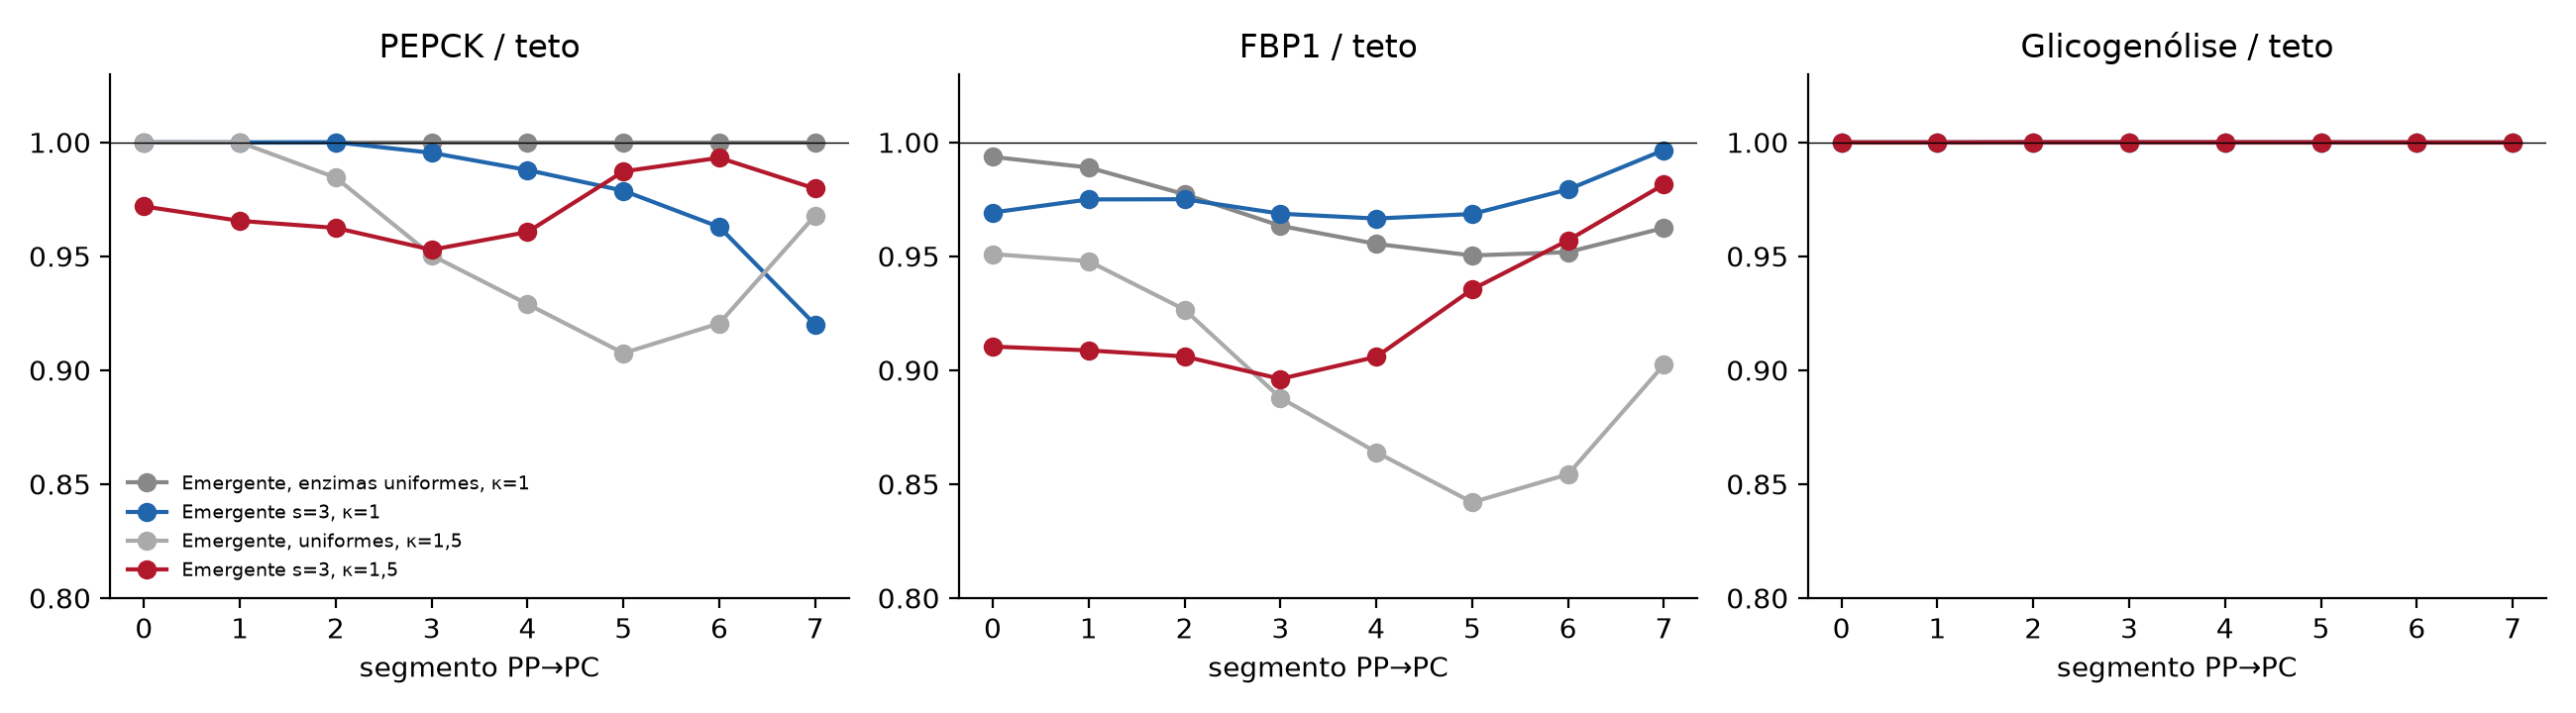 PEPCK / teto
1.00
0.95
0.90
0.85
0.80
Emergente, enzimas uniformes, κ=1
Emergente s=3, κ=1
Emergente, uniformes, κ=1,5
Emergente s=3, κ=1,5
0 1 2 3 4 5 6 7
segmento PP→PC
FBP1 / teto
1.00
0.95
0.90
0.85
0.80
0 1 2 3 4 5 6 7
segmento PP→PC
Glicogenólise / teto
1.00
0.95
0.90
0.85
0.80
0 1 2 3 4 5 6 7
segmento PP→PC